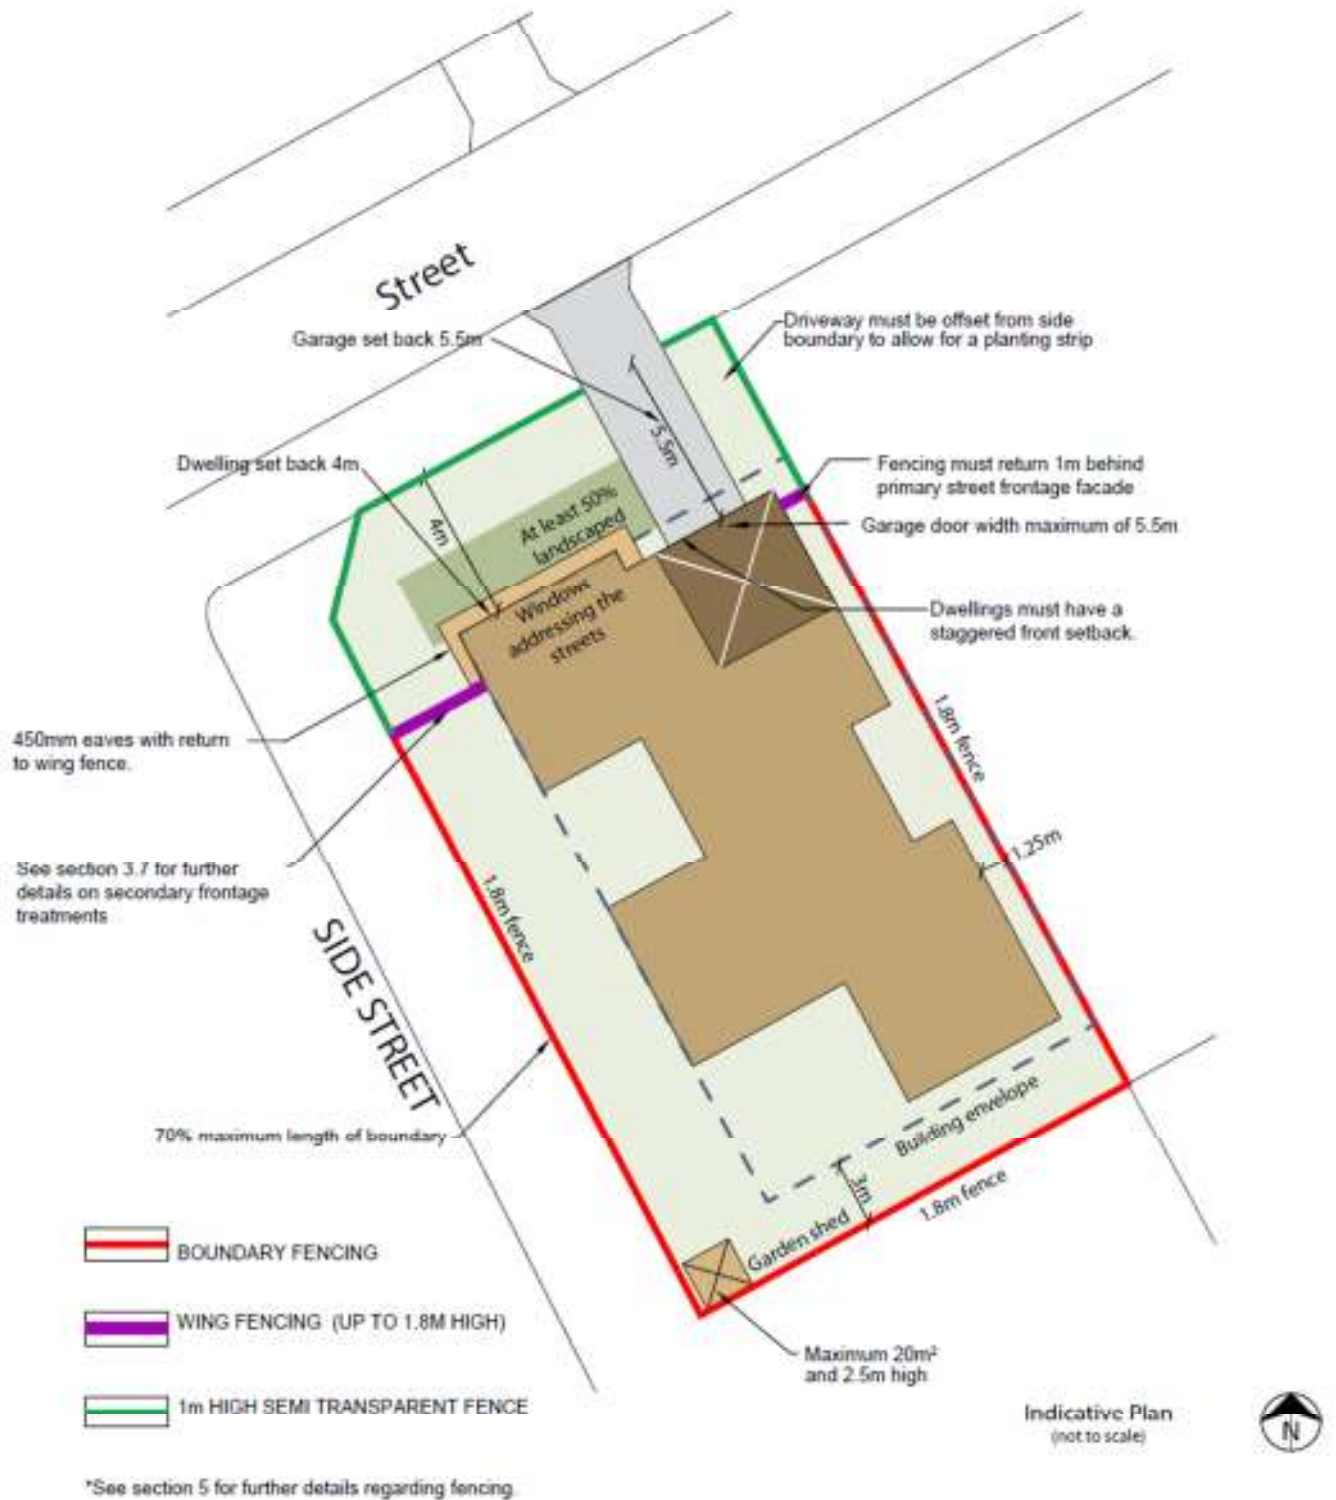 Street
Garage set back 5.5m
Driveway must be offset from side
boundary to allow for a planting strip
5.5m
Dwelling set back 4m
4m
At least 50%
landscaped
Fencing must return 1m behind
primary street frontage facade
Garage door width maximum of 5.5m
Windows
addressing the
streets
Dwellings must have a
staggered front setback.
450mm eaves with return
to wing fence.
1.8m fence
See section 3.7 for further
details on secondary frontage
treatments
1.25m
1.8m fence
SIDE STREET
70% maximum length of boundary
Building envelope
3m
1.8m fence
Garden shed
BOUNDARY FENCING
WING FENCING (UP TO 1.8M HIGH)
Maximum 20m²
and 2.5m high
1m HIGH SEMI TRANSPARENT FENCE
Indicative Plan
(not to scale)
N
*See section 5 for further details regarding fencing.